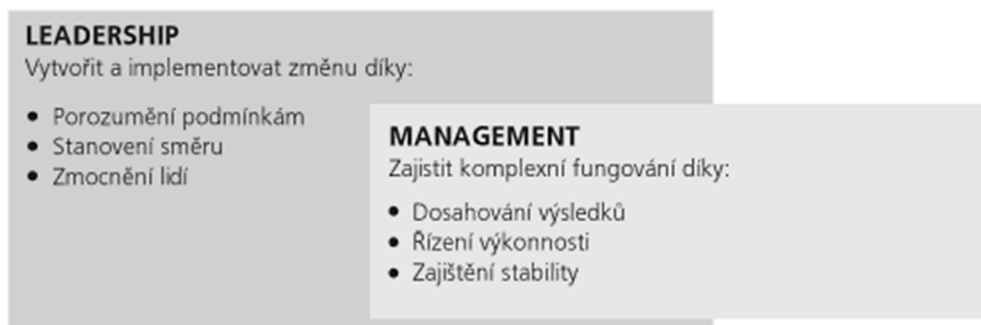 LEADERSHIP
Vytvořit a implementovat změnu díky:
• Porozumění podmínkám
• Stanovení směru
• Zmocnění lidí
MANAGEMENT
Zajistit komplexní fungování díky:
• Dosahování výsledků
• Řízení výkonnosti
• Zajištění stability